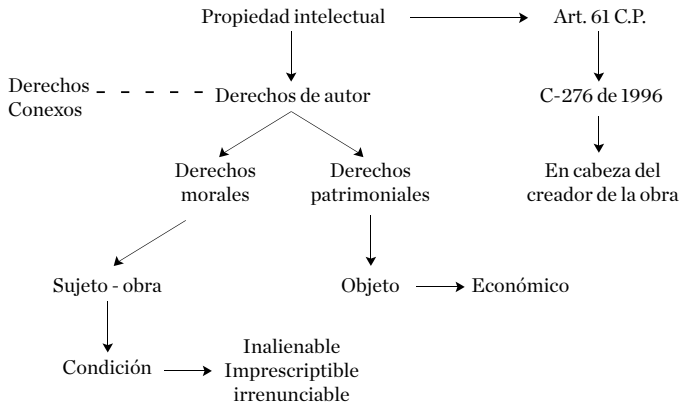 Propiedad intelectual
Art. 61 C.P.
Derechos
Conexos
Derechos de autor
C-276 de 1996
Derechos
morales
Derechos
patrimoniales
En cabeza del
creador de la obra
Sujeto - obra
Objeto
Económico
Condición
Inalienable
Imprescriptible
irrenunciable